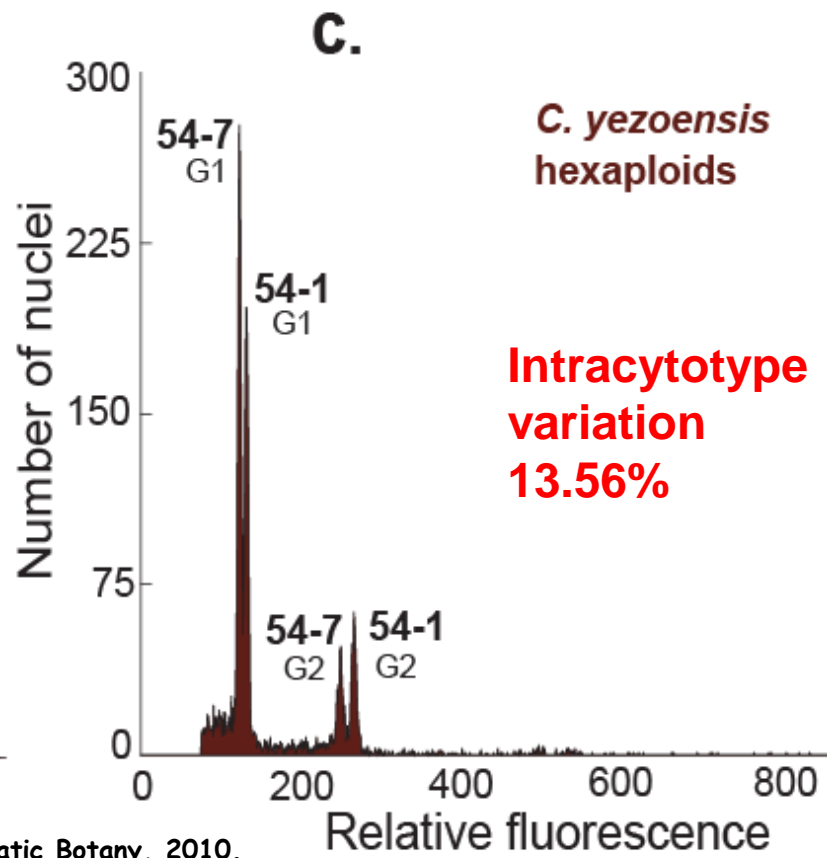 C.
300
225
150
75
0
Number of nuclei
54-7
G1
54-1
G1
C. yezoensis
hexaploids
Intracytotype
variation
13.56%
54-7
G2
54-1
G2
0 200 400 600 800
Relative fluorescence
Botany, 2010.